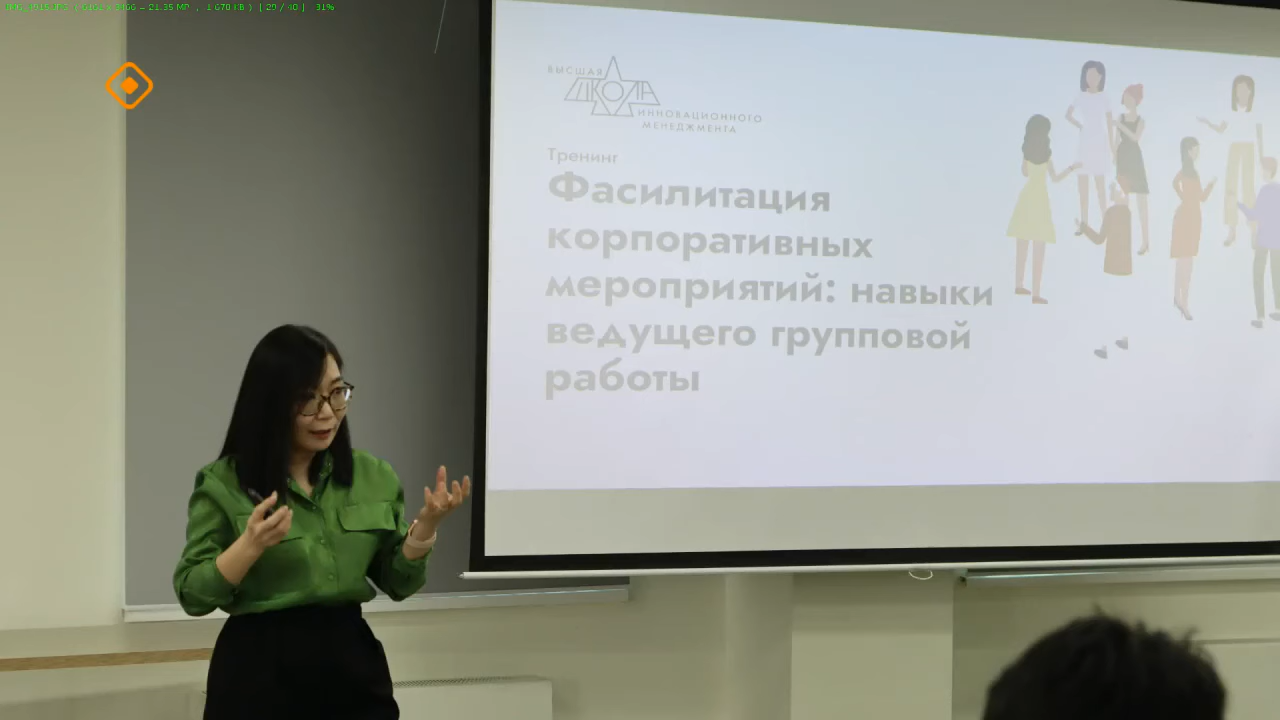 ВЫСШАЯ
ШКОЛА
ИННОВАЦИОННОГО
МЕНЕДЖМЕНТА
Тренинг
Фасилитация
корпоративных
мероприятий: навыки
ведущего групповой
работы